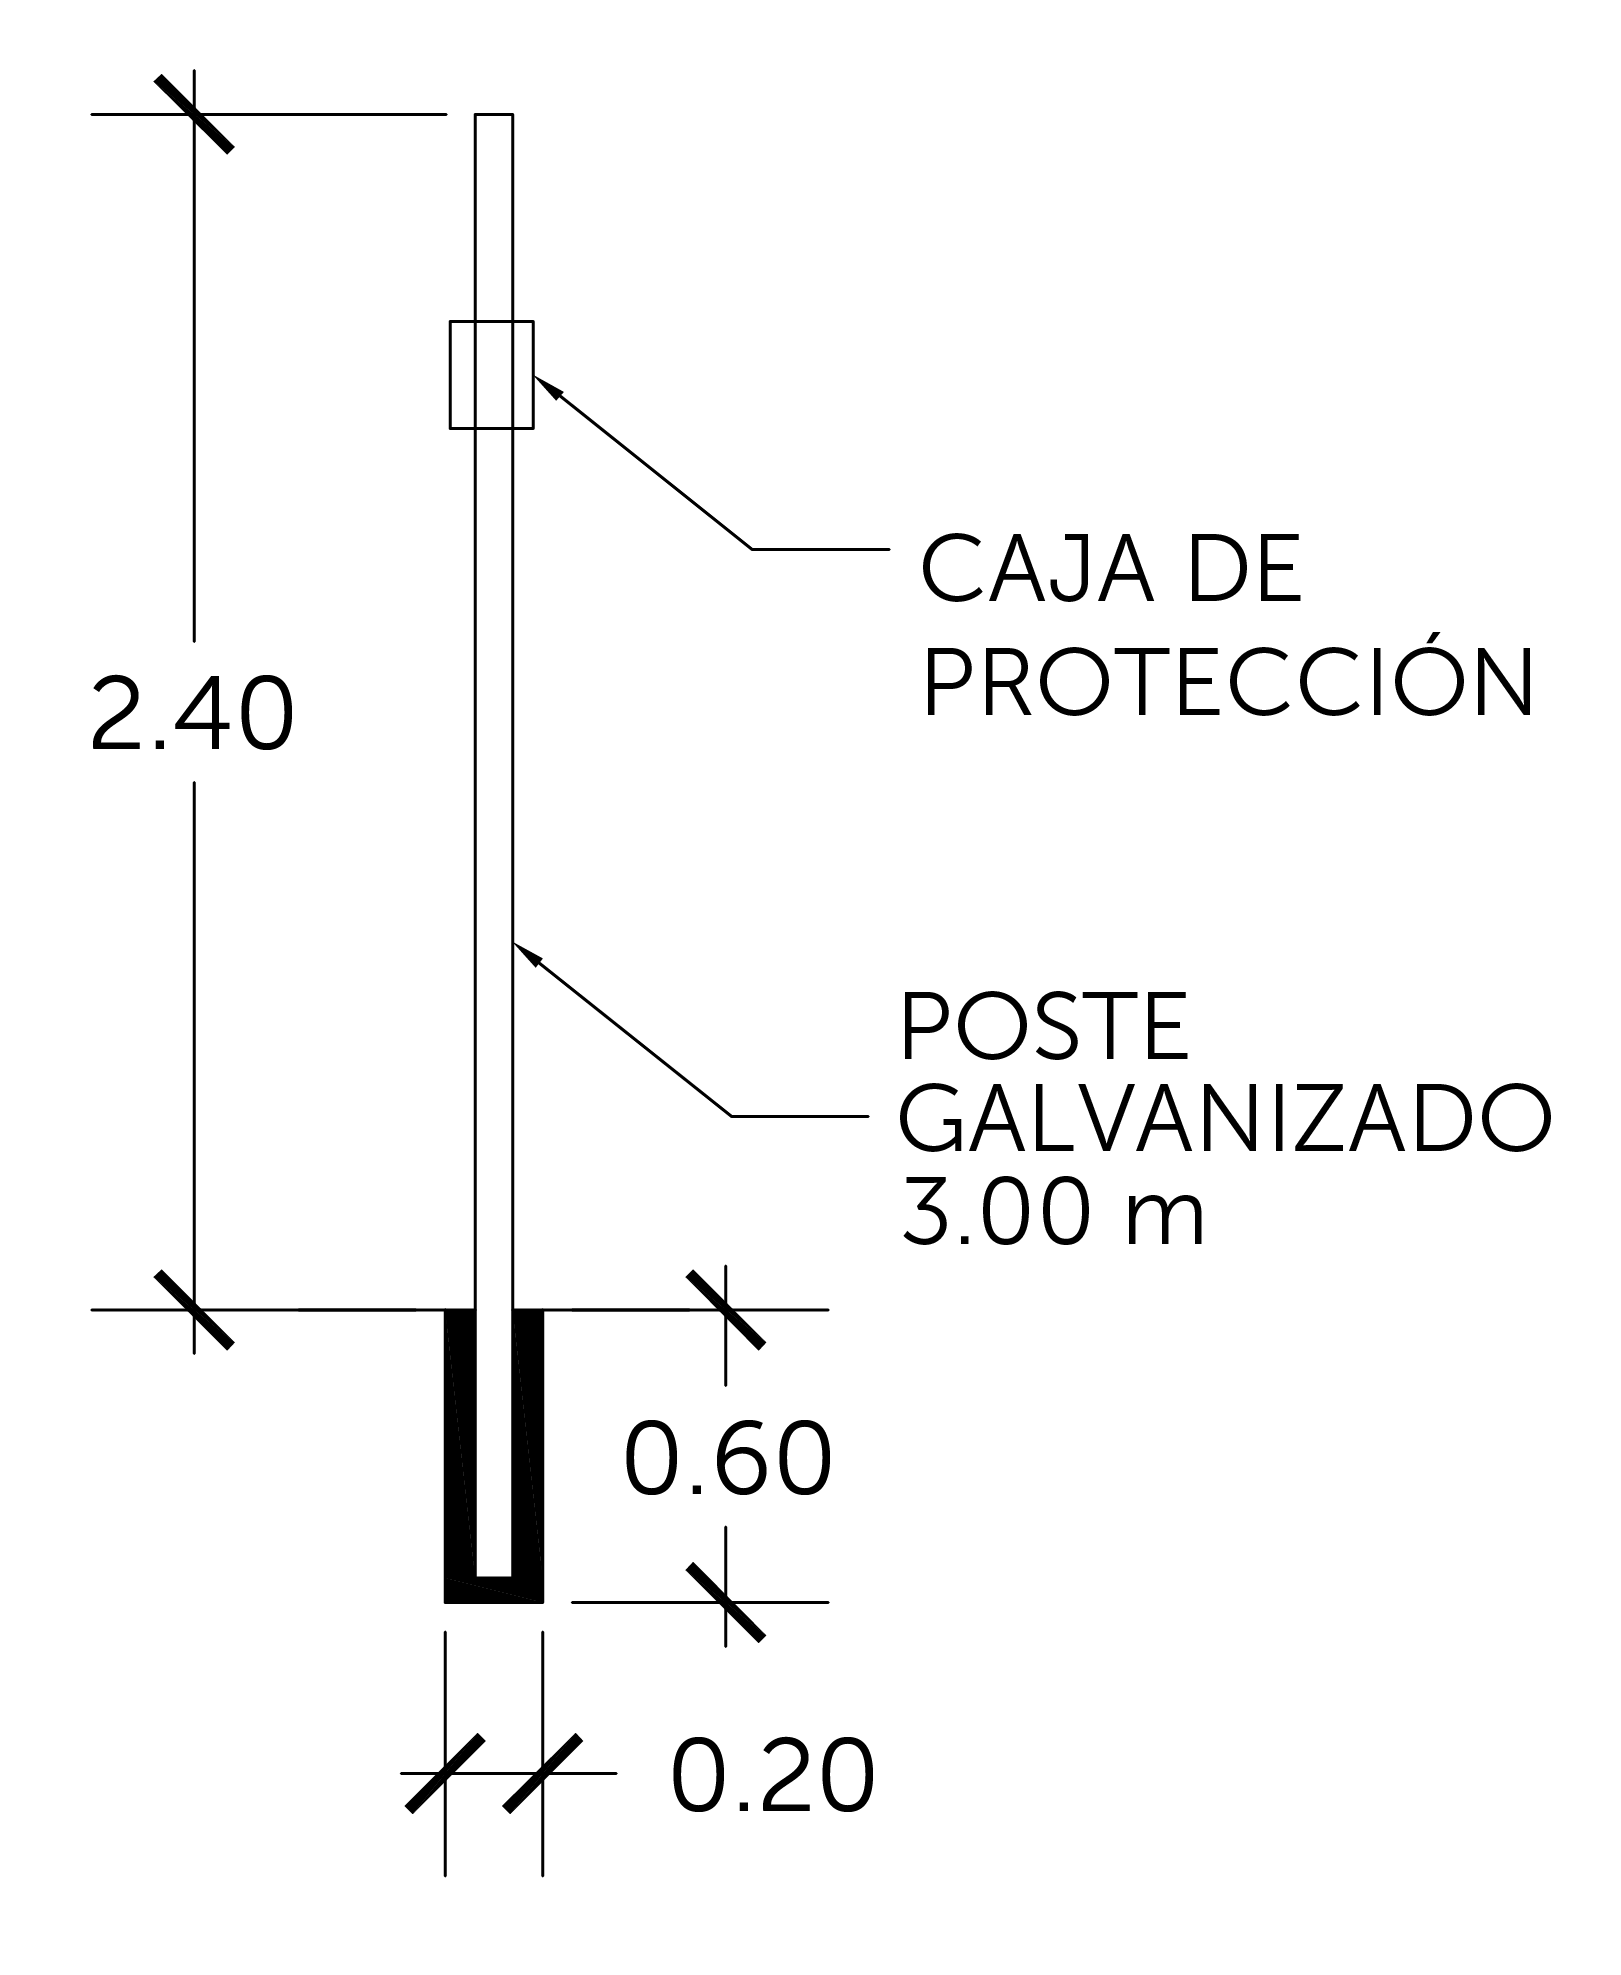 CAJA DE
PROTECCIÓN
2.40
POSTE
GALVANIZADO
3.00 m
0.60
0.20